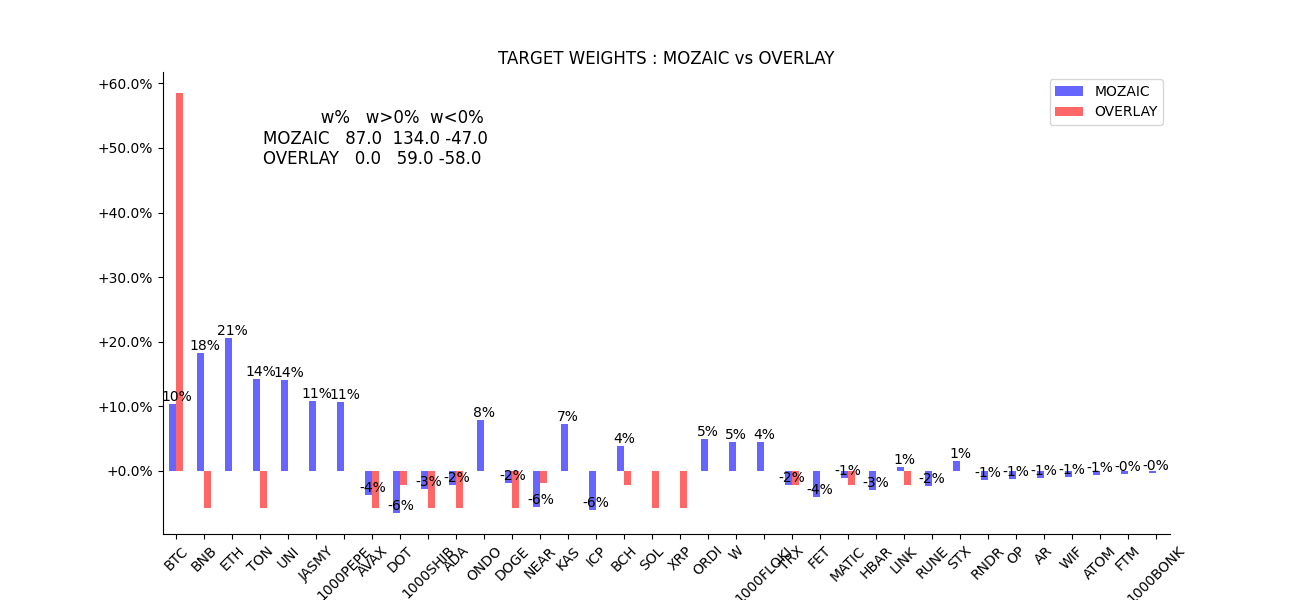 TARGET WEIGHTS : MOZAIC vs OVERLAY
+60.0%
+50.0%
+40.0%
+30.0%
+20.0%
+10.0%
+0.0%
w% w>0% w<0%
MOZAIC 87.0 134.0 -47.0
OVERLAY 0.0 59.0 -58.0
MOZAIC
OVERLAY
10% 18% 21% 14% 14% 11% 11% -4% -6% -3% -2% 8% -2% -6% 7% -6% 4% 5% 5% 4% -2% -4% -1% -3% 1% -2% 1% -1% -1% -1% -1% -1% -0% -0%
BTC BNB ETH TON UNI JASMY 1000PEPE AVAX DOT 1000SHIB ADA ONDO DOGE NEAR KAS ICP BCH SOL XRP ORDI W 1000FLOKI TRX FET MATIC HBAR LINK RUNE STX RNDR OP AR WIF ATOM FTM 1000BONK